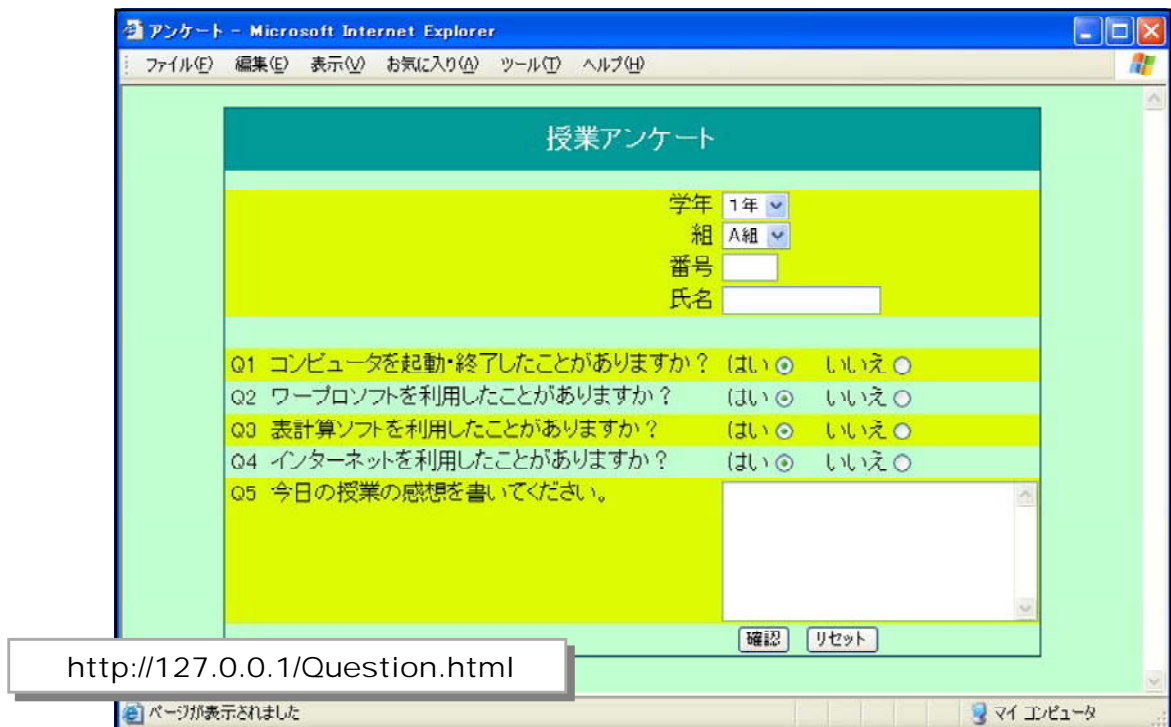 アンケート - Microsoft Internet Explorer
ファイル(F) 編集(E) 表示(V) お気に入り(A) ツール(T) ヘルプ(H)
授業アンケート
学年 1年
組 A組
番号
氏名
Q1 コンピュータを起動・終了したことがありますか？ はい いいえ
Q2 ワープロソフトを利用したことがありますか？ はい いいえ
Q3 表計算ソフトを利用したことがありますか？ はい いいえ
Q4 インターネットを利用したことがありますか？ はい いいえ
Q5 今日の授業の感想を書いてください。
確認 リセット
http://127.0.0.1/Question.html
ページが表示されました マイ コンピュータ